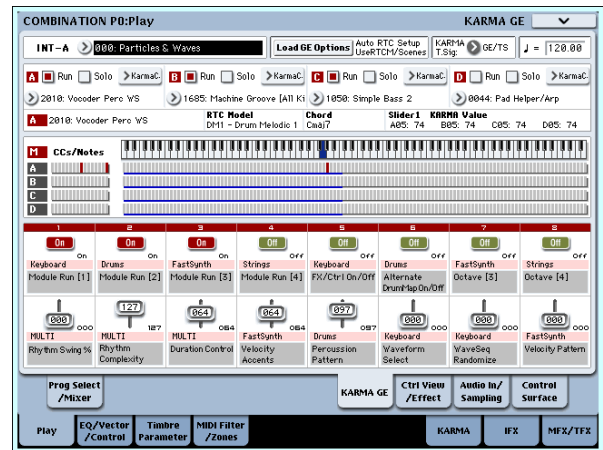 COMBINATION P0:Play KARMA GE
INT-A 000: Particles & Waves Load GE Options Auto RTC Setup UseRTCM/Scenes KARMA T.Sig: GE/TS ♩ = 120.00
A Run Solo KarmaC. B Run Solo KarmaC. C Run Solo KarmaC. D Run Solo KarmaC.
2010: Vocoder Perc WS 1685: Machine Groove [All Ki 1050: Simple Bass 2 0044: Pad Helper/Arp
RTC Model Chord Slider1 KARMA Value
A 2010: Vocoder Perc WS DM1 - Drum Melodic 1 Cmaj7 A05: 74 B05: 74 C05: 74 D05: 74
M CCs/Notes
A
B
C
D
1 2 3 4 5 6 7 8
On On On Off Off Off Off Off
On On On Off Off Off Off Off
Keyboard Drums FastSynth Strings Keyboard Drums FastSynth Strings
Module Run [1] Module Run [2] Module Run [3] Module Run [4] FX/Ctrl On/Off Alternate DrumMap On/Off Octave [3] Octave [4]
000 127 064 064 097 000 000 000
000 127 064 064 097 000 000 000
MULTI MULTI MULTI FastSynth Drums Keyboard Keyboard FastSynth
Rhythm Swing % Rhythm Complexity Duration Control Velocity Accents Percussion Pattern Waveform Select WaveSeq Randomize Velocity Pattern
Prog Select /Mixer KARMA GE Ctrl View /Effect Audio In/ Sampling Control Surface
Play EQ/Vector /Control Timbre Parameter MIDI Filter /Zones KARMA IFX MFX/TFX